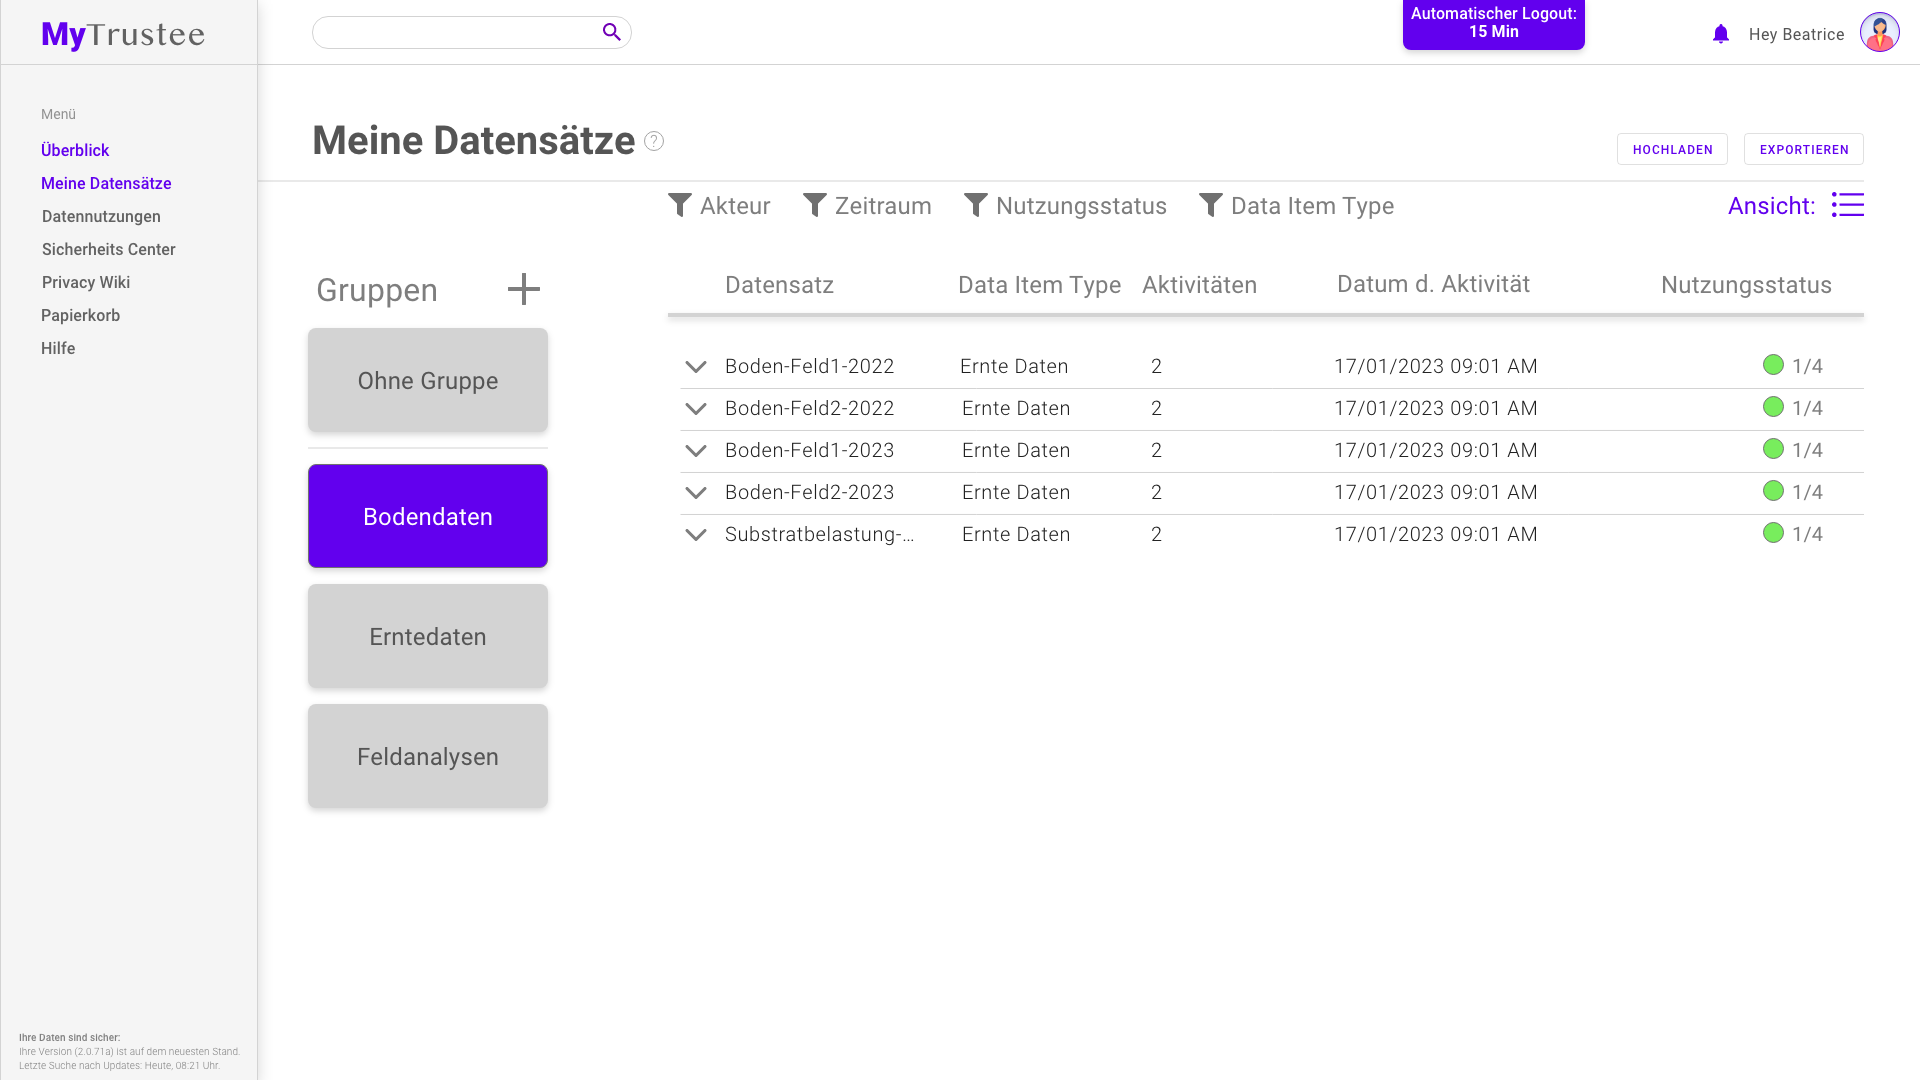 MyTrustee
Automatischer Logout:
15 Min
Hey Beatrice
Menü
Überblick
Meine Datensätze
Datennutzungen
Sicherheits Center
Privacy Wiki
Papierkorb
Hilfe
Meine Datensätze ?
HOCHLADEN
EXPORTIEREN
Akteur
Zeitraum
Nutzungsstatus
Data Item Type
Ansicht:
Gruppen
Ohne Gruppe
Bodendaten
Erntedaten
Feldanalysen
Datensatz Data Item Type Aktivitäten Datum d. Aktivität Nutzungsstatus
Boden-Feld1-2022 Ernte Daten 2 17/01/2023 09:01 AM 1/4
Boden-Feld2-2022 Ernte Daten 2 17/01/2023 09:01 AM 1/4
Boden-Feld1-2023 Ernte Daten 2 17/01/2023 09:01 AM 1/4
Boden-Feld2-2023 Ernte Daten 2 17/01/2023 09:01 AM 1/4
Substratbelastung-... Ernte Daten 2 17/01/2023 09:01 AM 1/4
Ihre Daten sind sicher:
Ihre Version (2.0.71a) ist auf dem neuesten Stand.
Letzte Suche nach Updates: Heute, 08:21 Uhr.